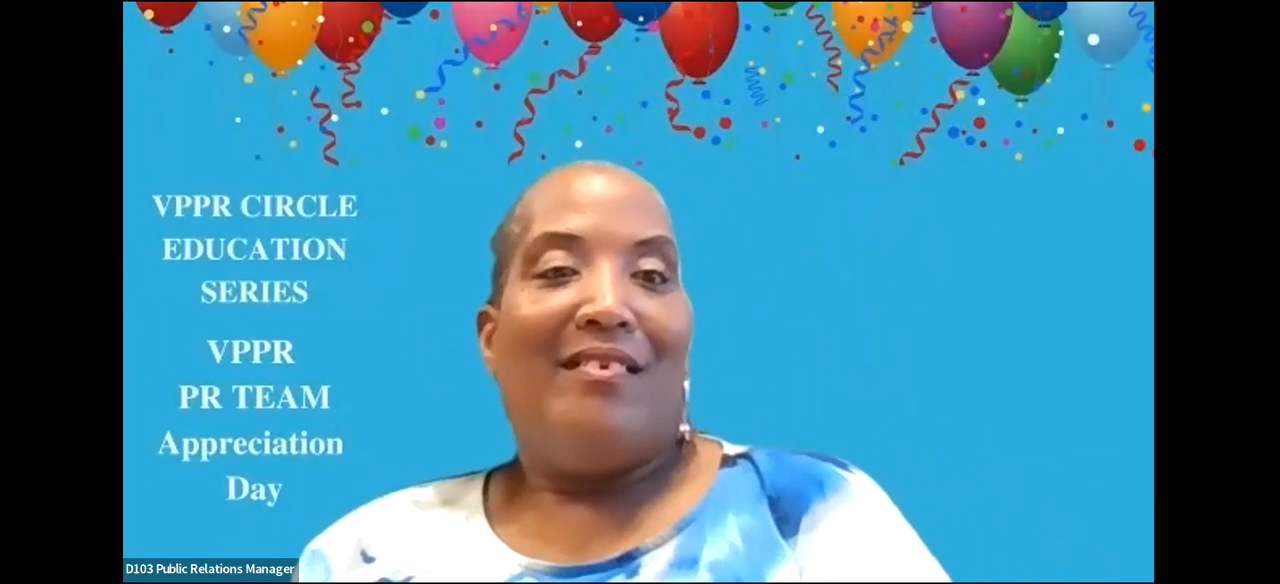 VPPR CIRCLE
EDUCATION
SERIES
VPPR
PR TEAM
Appreciation
Day
D103 Public Relations Manager